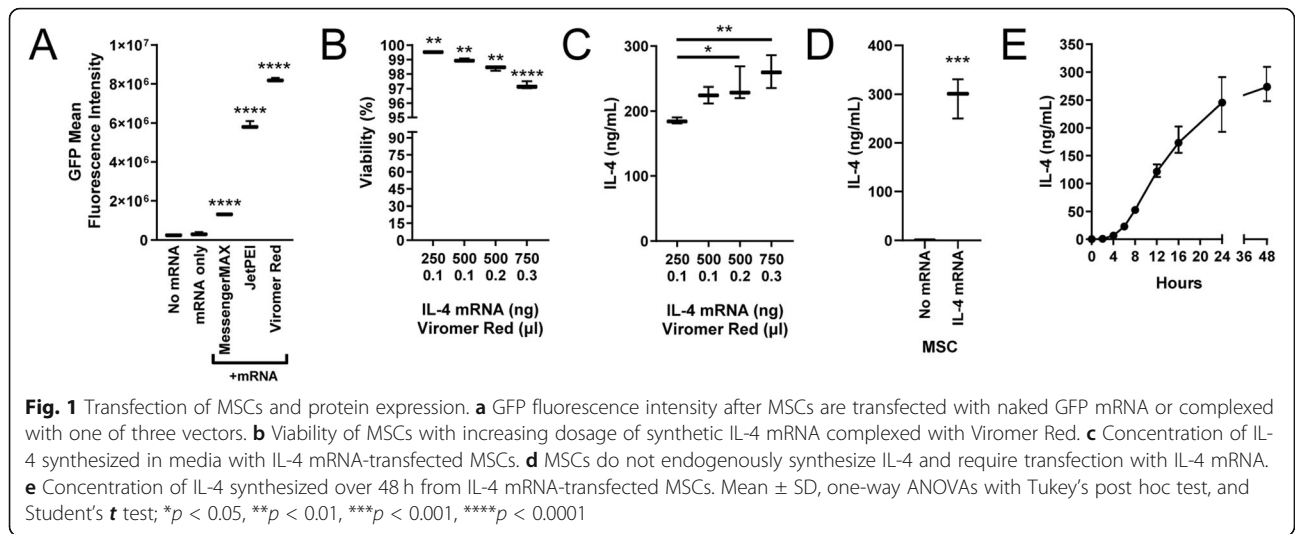 A
GFP Mean
Fluorescence Intensity
1×10⁷
8×10⁶
6×10⁶
4×10⁶
2×10⁶
0
****
****
****
No mRNA
mRNA only
MessengerMAX
JetPEI
Viromer Red
+mRNA
B
Viability (%)
100
99
98
97
96
95
90
75
60
45
30
15
0
**
**
**
****
250 500 500 750
0.1 0.1 0.2 0.3
IL-4 mRNA (ng)
Viromer Red (µl)
C
IL-4 (ng/mL)
300
200
100
0
**
*
250 500 500 750
0.1 0.1 0.2 0.3
IL-4 mRNA (ng)
Viromer Red (µl)
D
IL-4 (ng/mL)
400
300
200
100
0
***
No mRNA
IL-4 mRNA
MSC
E
IL-4 (ng/mL)
350
300
250
200
150
100
50
0
0 4 8 12 16 24 36 48
Hours
Fig. 1 Transfection of MSCs and protein expression. a GFP fluorescence intensity after MSCs are transfected with naked GFP mRNA or complexed
with one of three vectors. b Viability of MSCs with increasing dosage of synthetic IL-4 mRNA complexed with Viromer Red. c Concentration of IL-
4 synthesized in media with IL-4 mRNA-transfected MSCs. d MSCs do not endogenously synthesize IL-4 and require transfection with IL-4 mRNA.
e Concentration of IL-4 synthesized over 48 h from IL-4 mRNA-transfected MSCs. Mean ± SD, one-way ANOVAs with Tukey's post hoc test, and
Student's t test; *p < 0.05, **p < 0.01, ***p < 0.001, ****p < 0.0001